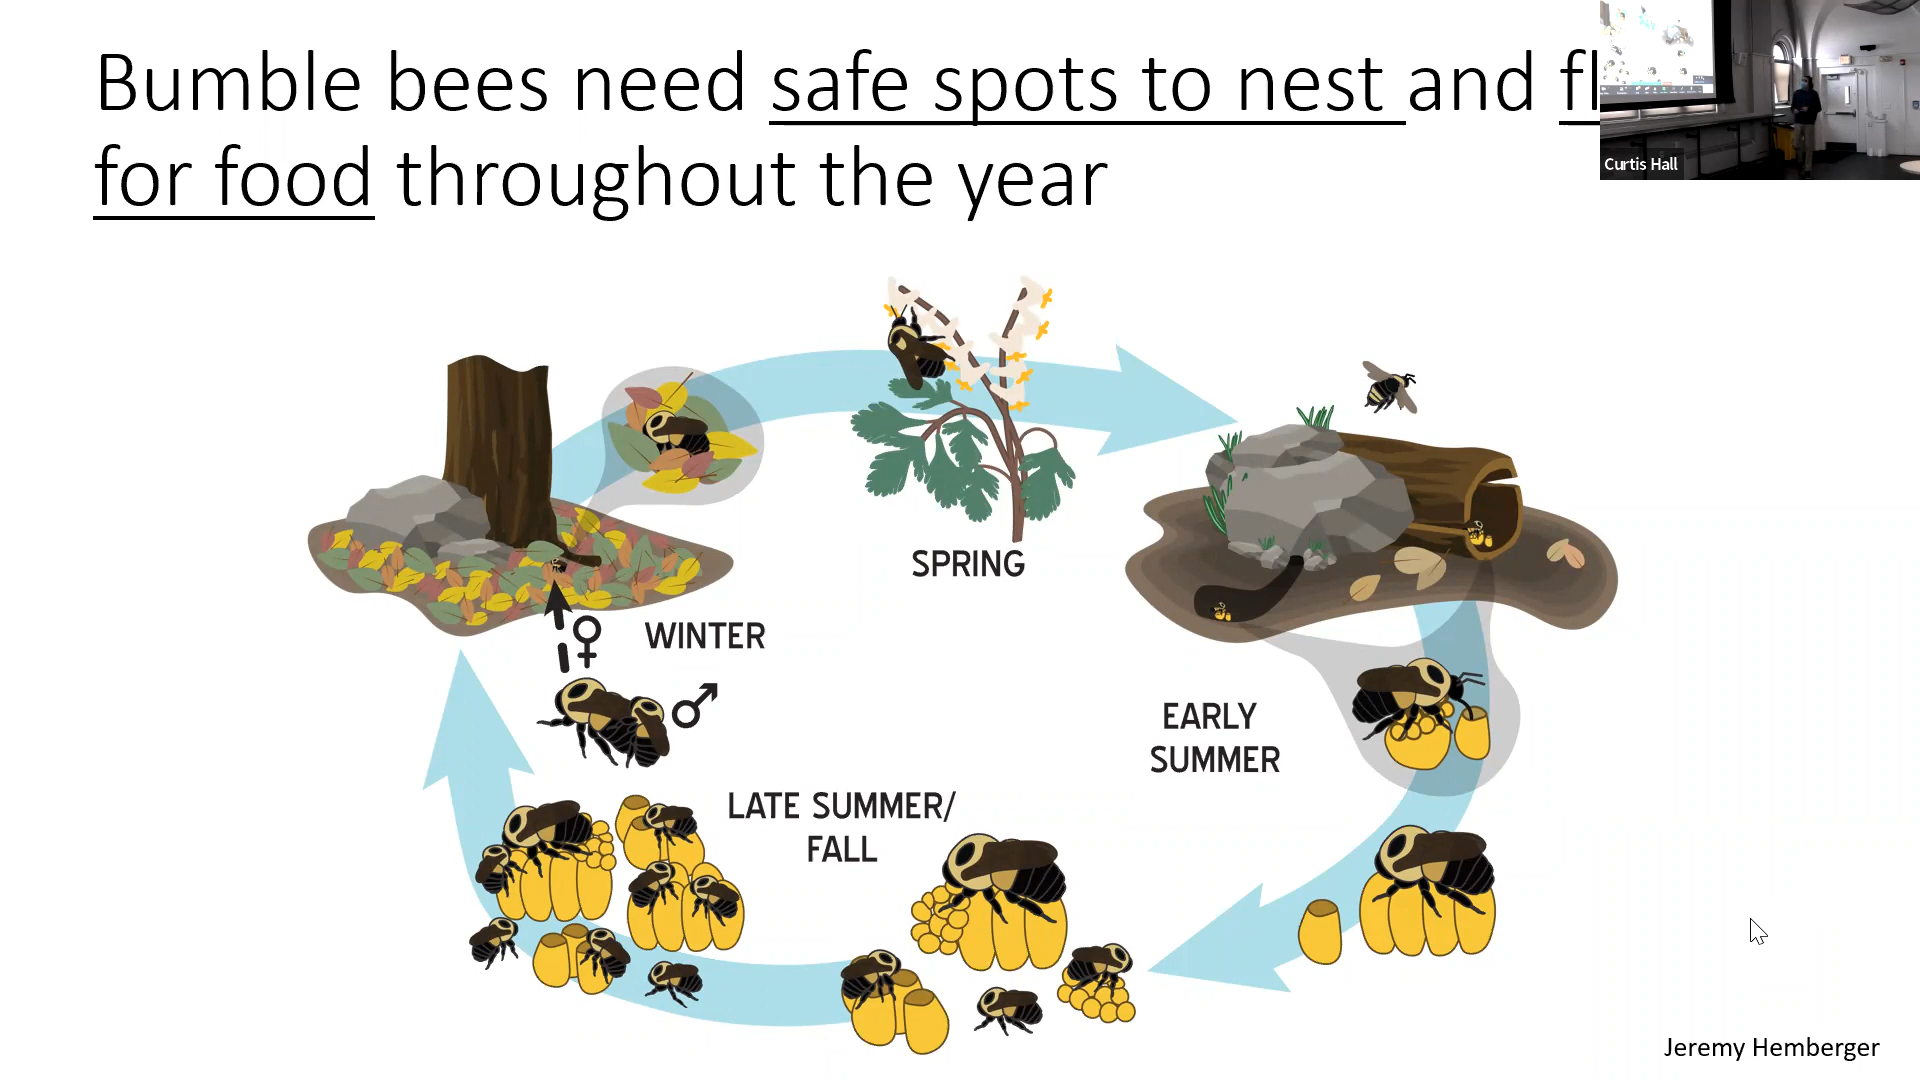 Bumble bees need safe spots to nest and fl
for food throughout the year
Curtis Hall
SPRING
WINTER
EARLY
SUMMER
LATE SUMMER/
FALL
Jeremy Hemberger